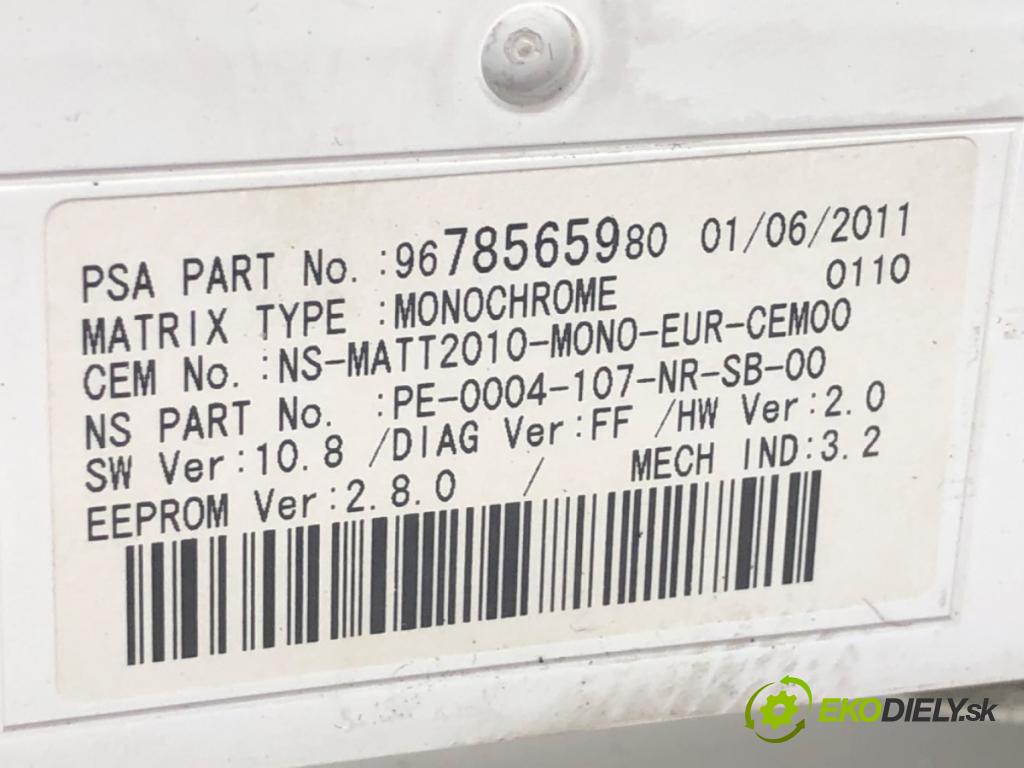 PSA PART No. :9678565980 01/06/2011
MATRIX TYPE :MONOCHROME 0110
CEM No. :NS-MATT2010-MONO-EUR-CEM00
NS PART No. :PE-0004-107-NR-SB-00
SW Ver:10.8 /DIAG Ver:FF /HW Ver:2.0
EEPROM Ver:2.8.0 / MECH IND:3.2
EKODIELY.sk